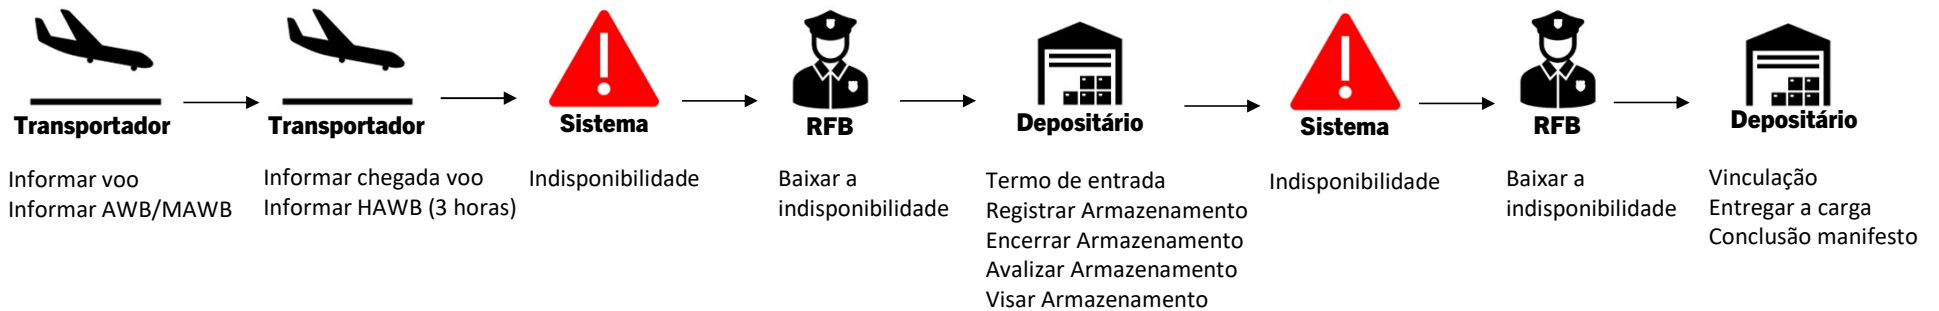 Transportador
Informar voo
Informar AWB/MAWB
Transportador
Informar chegada voo
Informar HAWB (3 horas)
Sistema
Indisponibilidade
RFB
Baixar a
indisponibilidade
Depositário
Termo de entrada
Registrar Armazenamento
Encerrar Armazenamento
Avalizar Armazenamento
Visar Armazenamento
Sistema
Indisponibilidade
RFB
Baixar a
indisponibilidade
Depositário
Vinculação
Entregar a carga
Conclusão manifesto